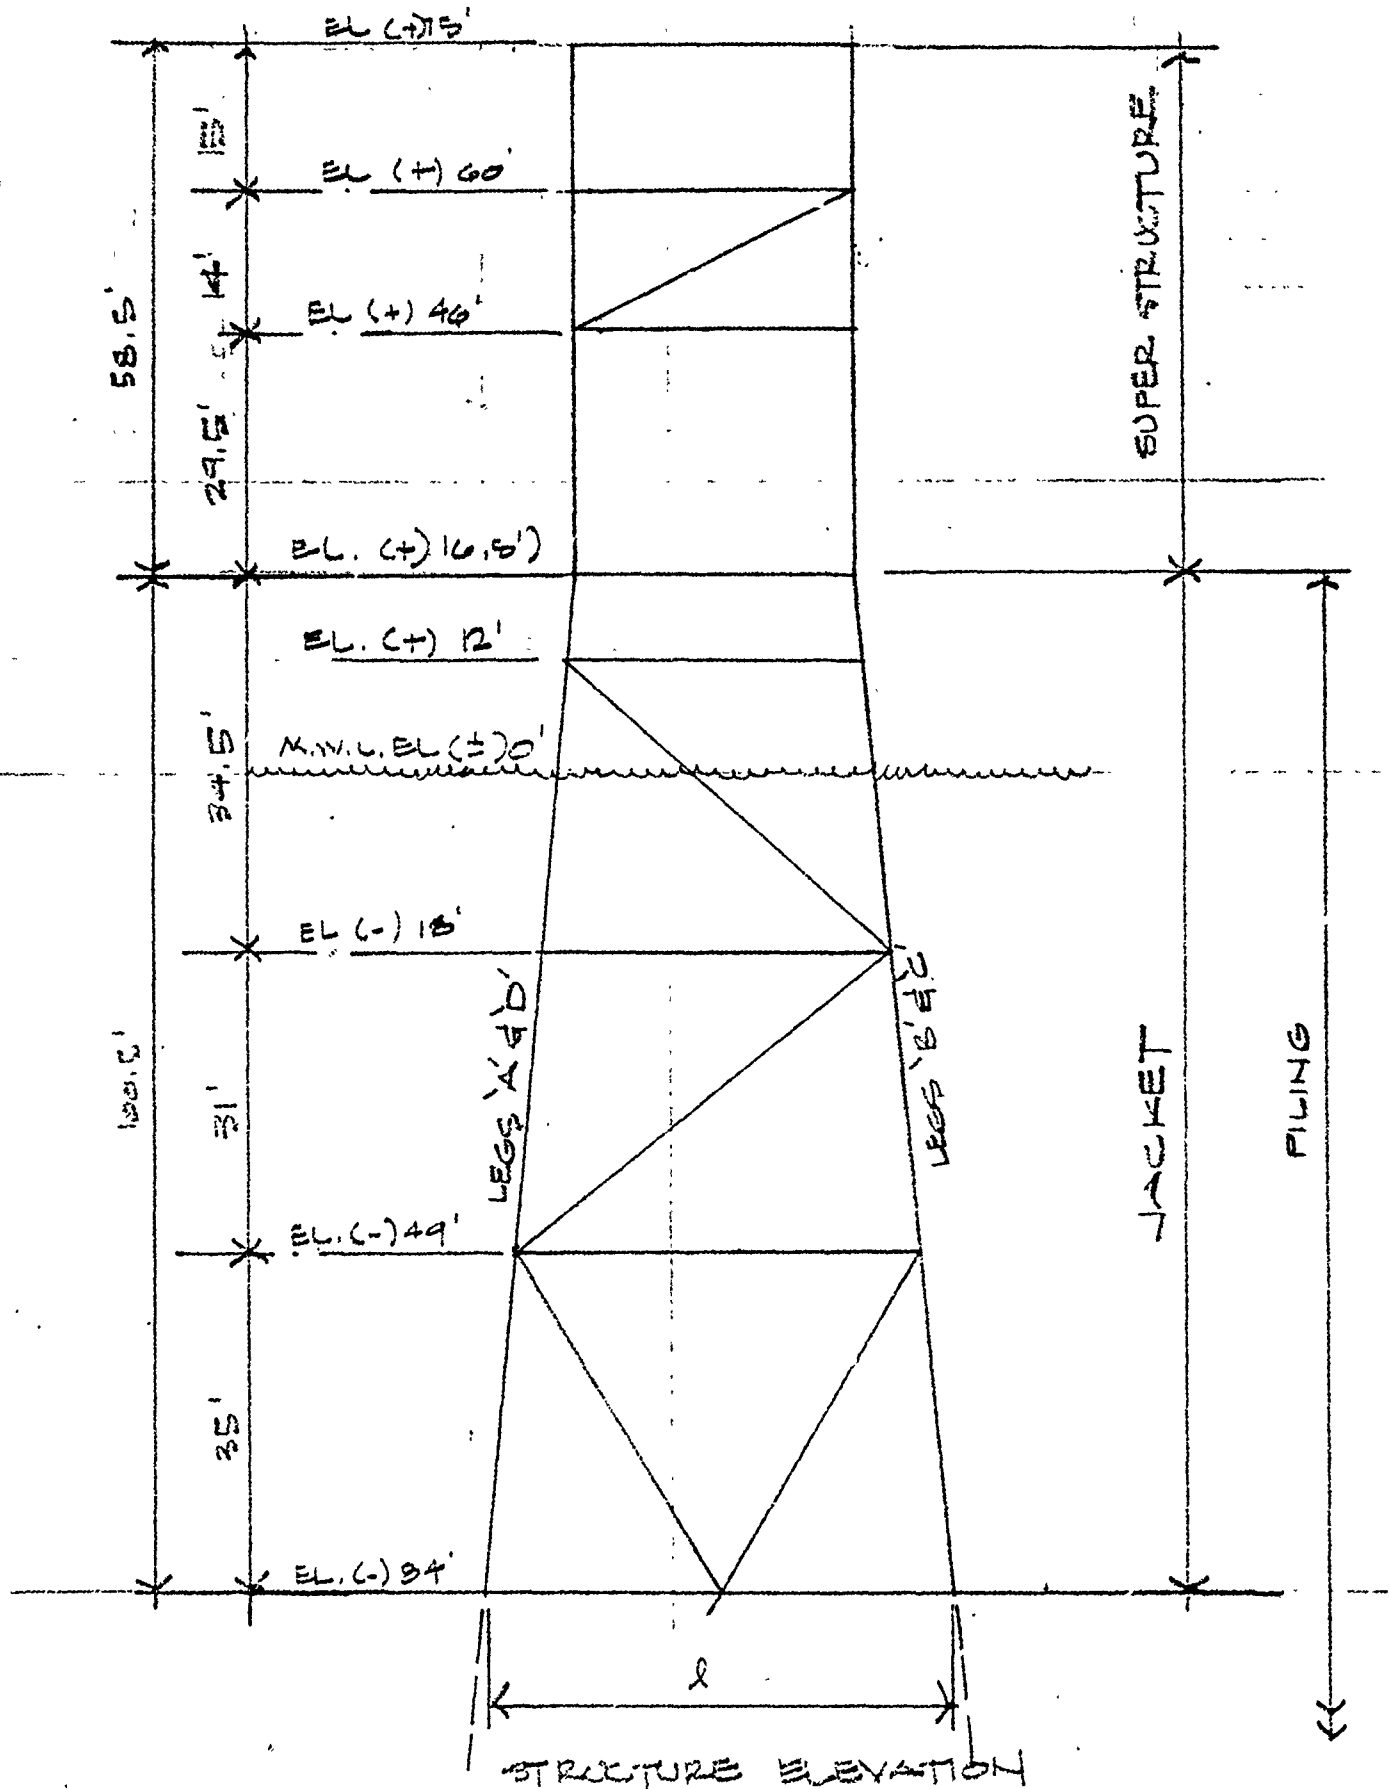 EL (+)75'
15'
EL (+) 60'
14'
EL (+) 46'
58.5'
29.5'
SUPER STRUCTURE
EL. (+) 16.5')
EL. (+) 12'
M.W.L. EL (±) 0'
34.5'
EL (-) 18'
LEGS 'A' & 'D'
LEGS 'B' & 'C'
31'
JACKET
PILING
EL. (-) 49'
35'
EL. (-) 84'
l
STRUCTURE ELEVATION